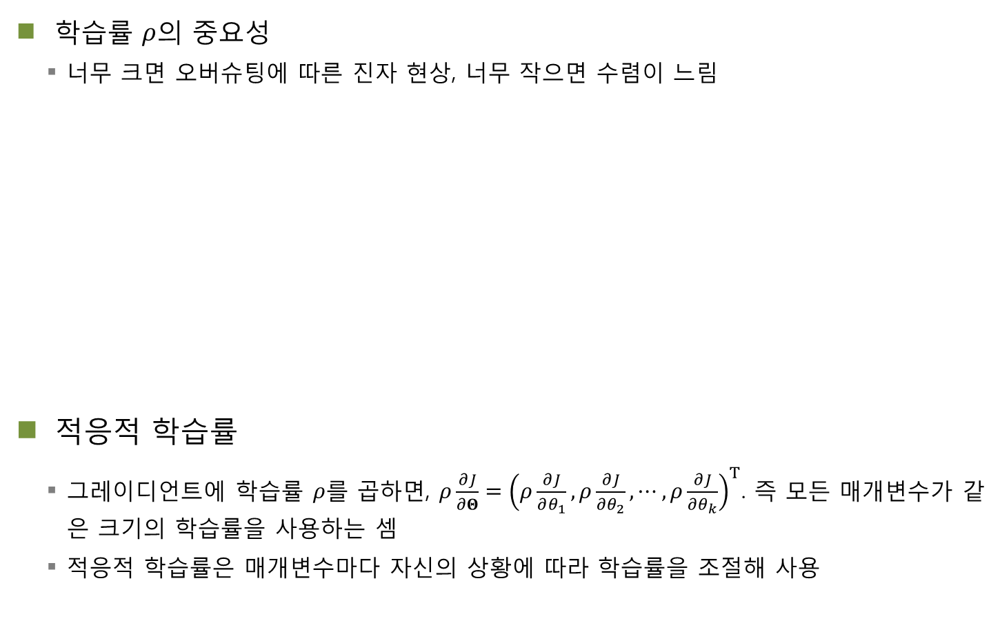 ■ 학습률 𝜌의 중요성
▪ 너무 크면 오버슈팅에 따른 진자 현상, 너무 작으면 수렴이 느림
■ 적응적 학습률
▪ 그레이디언트에 학습률 𝜌를 곱하면, $\rho\frac{\partial J}{\partial \mathbf{\Theta}} = \left(\rho\frac{\partial J}{\partial \theta_1}, \rho\frac{\partial J}{\partial \theta_2}, \cdots, \rho\frac{\partial J}{\partial \theta_k}\right)^{\mathrm{T}}$. 즉 모든 매개변수가 같
은 크기의 학습률을 사용하는 셈
▪ 적응적 학습률은 매개변수마다 자신의 상황에 따라 학습률을 조절해 사용